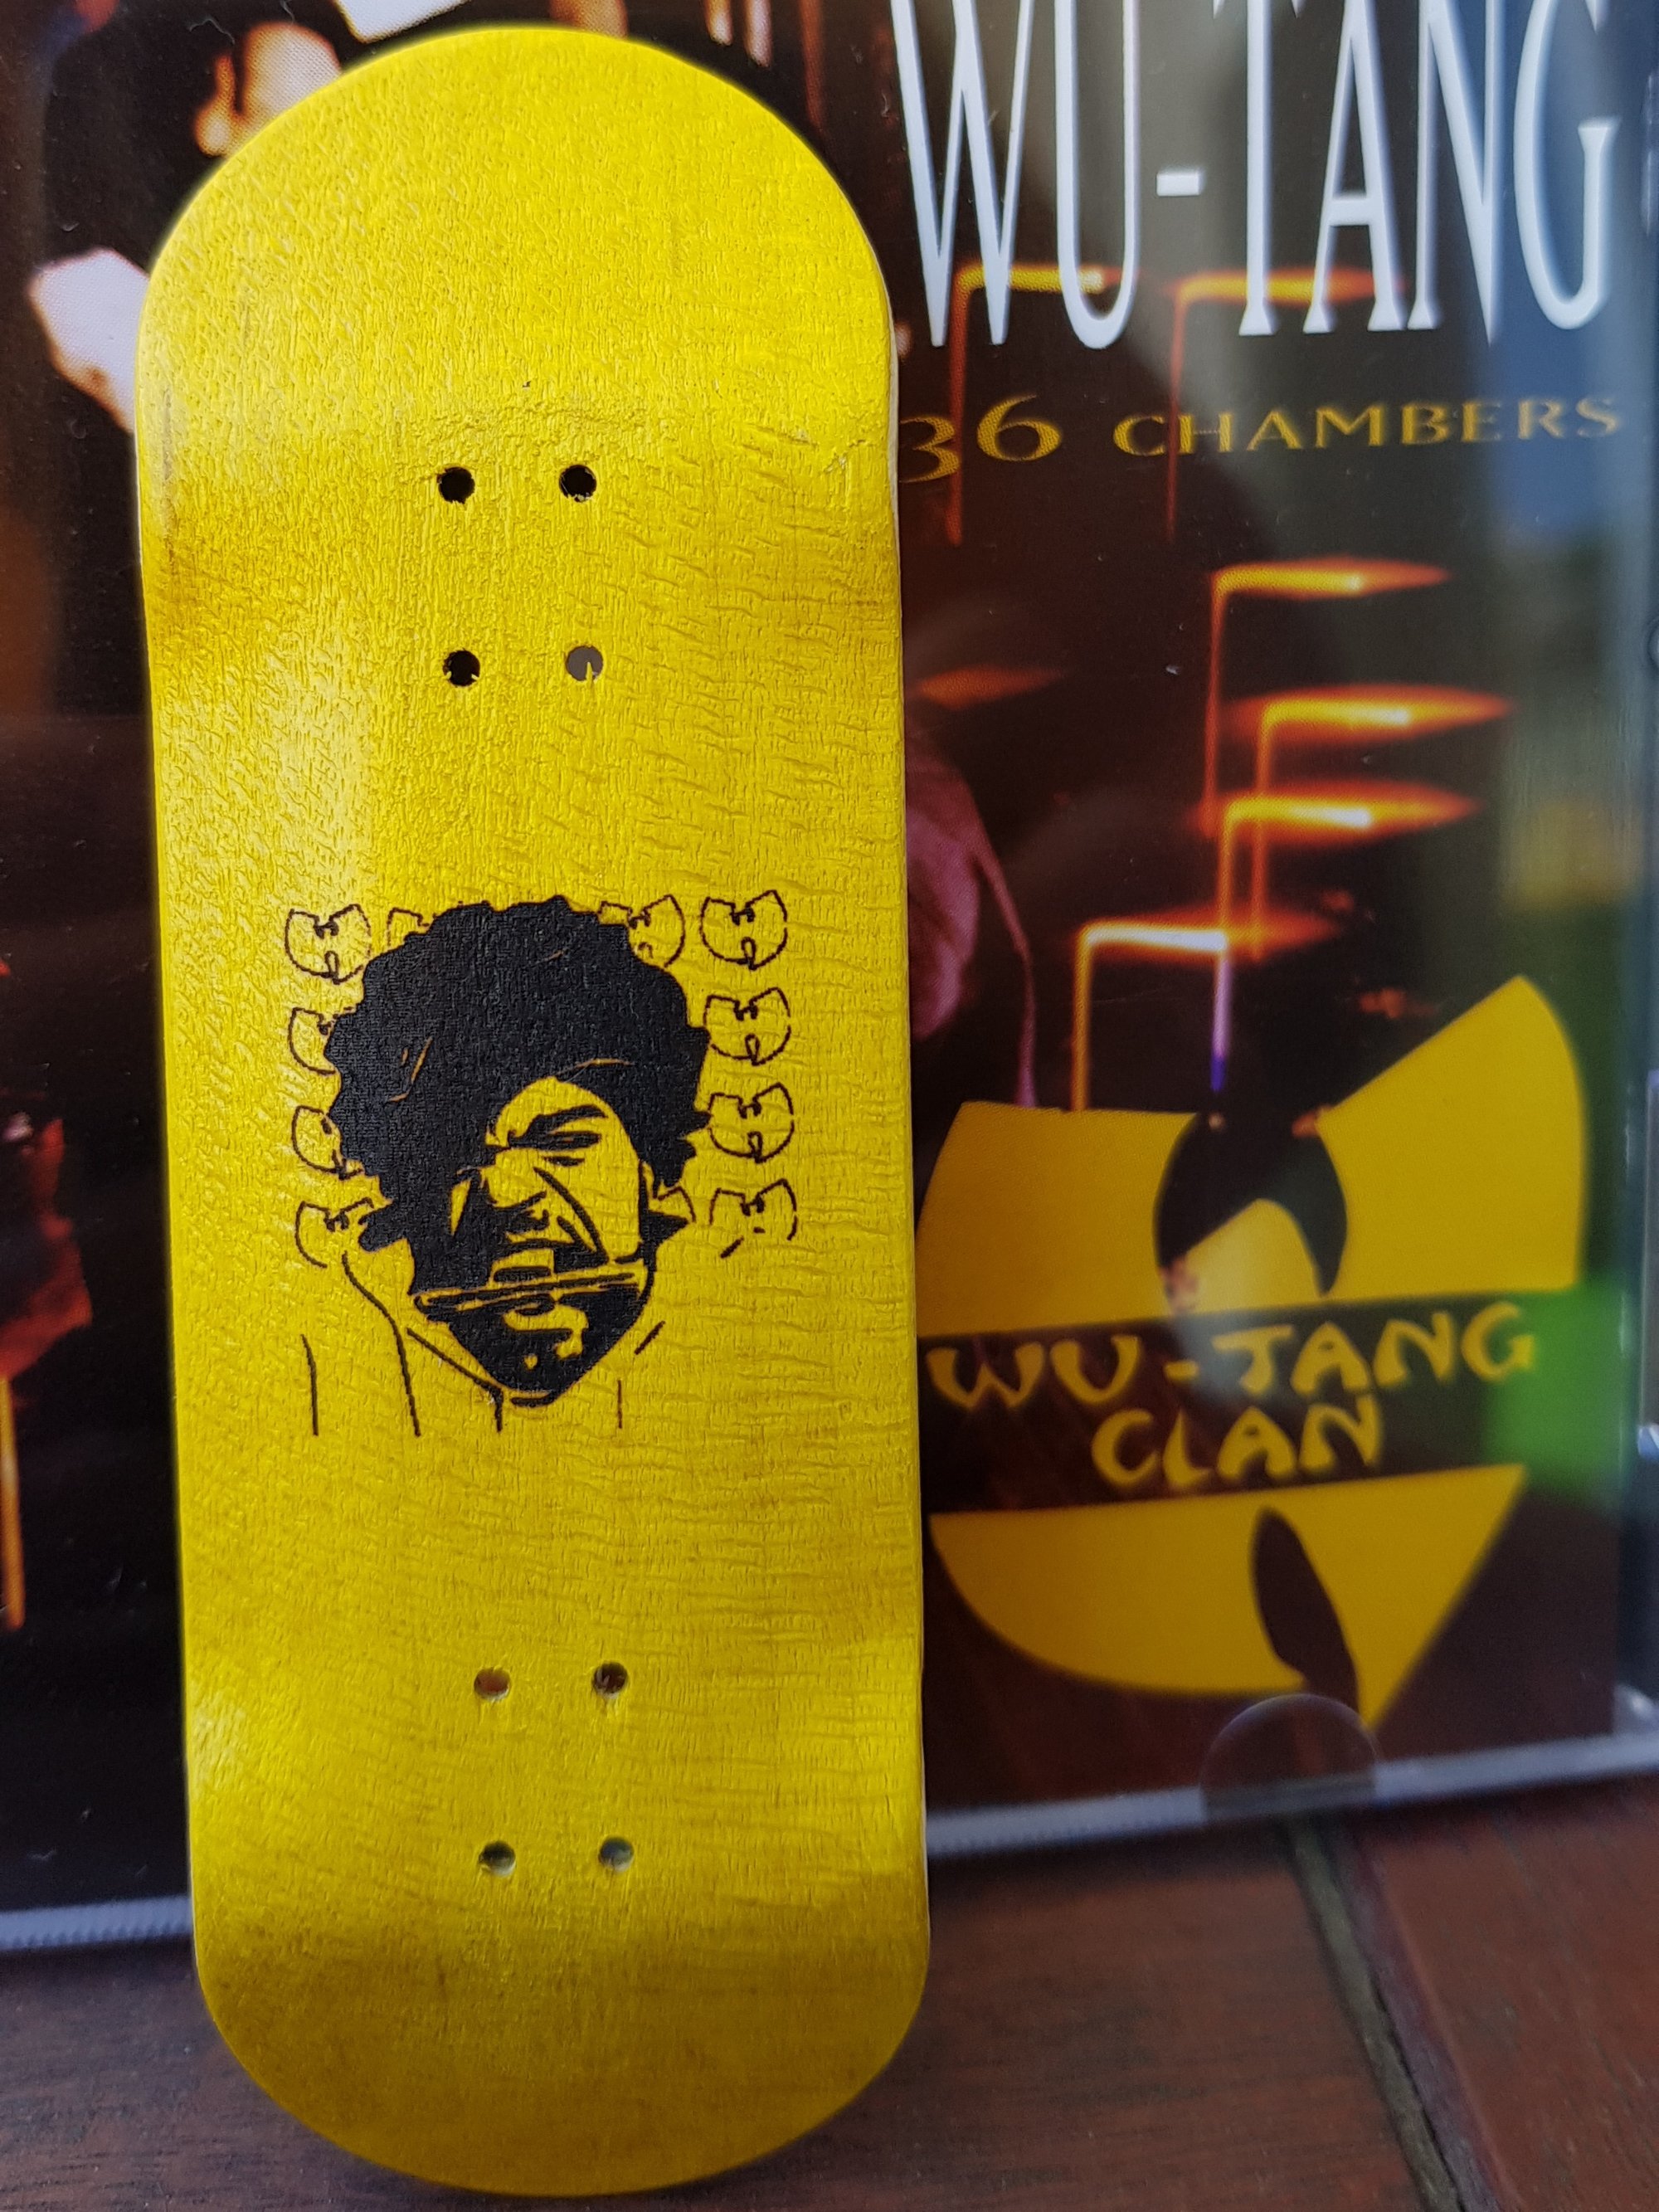 WU-TANG
36 CHAMBERS
WU-TANG
CLAN